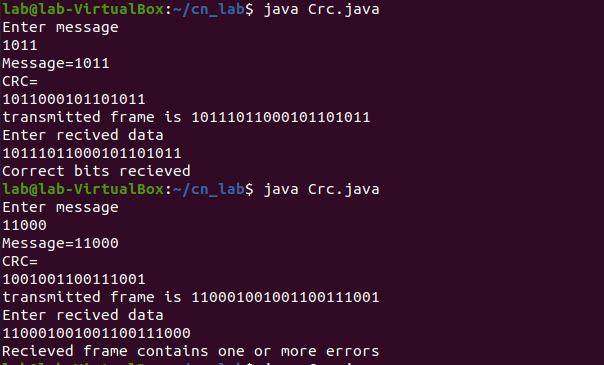 lab@lab-VirtualBox:~/cn_lab$ java Crc.java
Enter message
1011
Message=1011
CRC=
1011000101101011
transmitted frame is 10111011000101101011
Enter recived data
10111011000101101011
Correct bits recieved
lab@lab-VirtualBox:~/cn_lab$ java Crc.java
Enter message
11000
Message=11000
CRC=
1001001100111001
transmitted frame is 110001001001100111001
Enter recived data
110001001001100111000
Recieved frame contains one or more errors